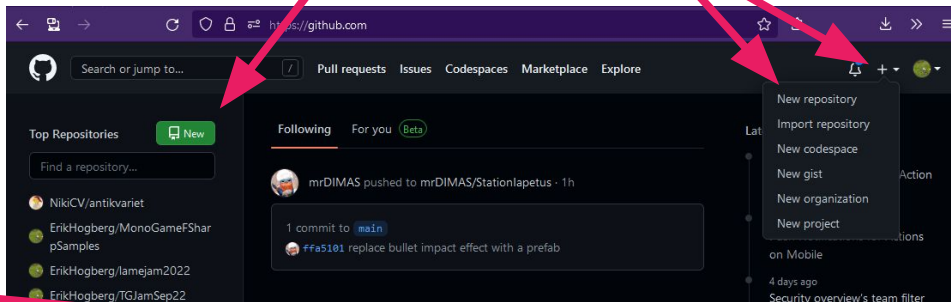 https://github.com
Search or jump to...
/
Pull requests Issues Codespaces Marketplace Explore
Top Repositories
New
Find a repository...
NikiCV/antikvariet
ErikHogberg/MonoGameFShar
pSamples
ErikHogberg/lamejam2022
ErikHogberg/TGJamSep22
Following For you Beta
mrDIMAS pushed to mrDIMAS/StationIapetus · 1h
1 commit to main
ffa5101 replace bullet impact effect with a prefab
New repository
Import repository
New codespace
New gist
New organization
New project
Action
on Mobile
4 days ago
Security overview's team filter